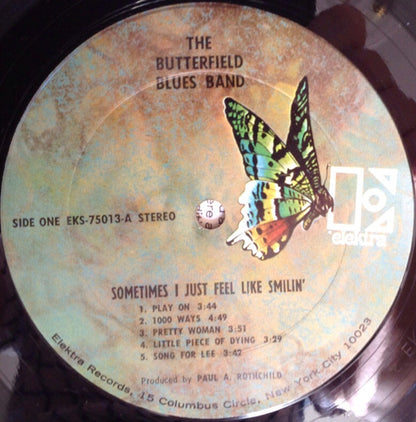 THE
BUTTERFIELD
BLUES BAND
SIDE ONE EKS-75013-A STEREO
elektra
SOMETIMES I JUST FEEL LIKE SMILIN'
1. PLAY ON 3:44
2. 1000 WAYS 4:49
3. PRETTY WOMAN 3:51
4. LITTLE PIECE OF DYING 3:29
5. SONG FOR LEE 3:42
Produced by PAUL A. ROTHCHILD
Elektra Records, 15 Columbus Circle, New York City 10023